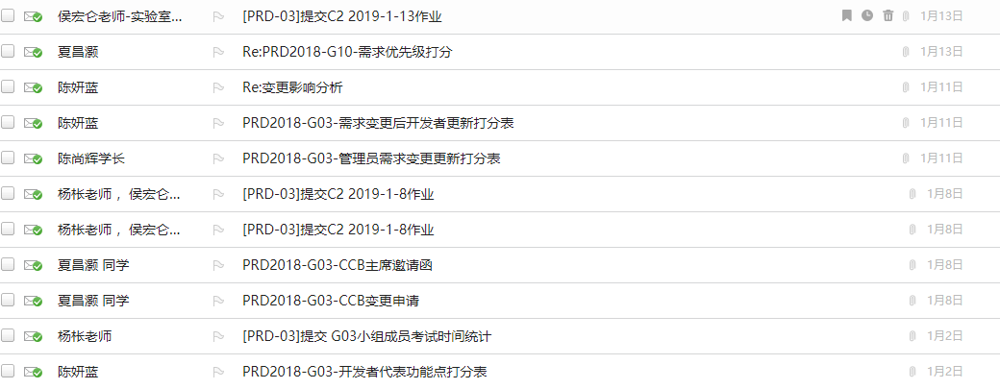 侯宏仑老师-实验室... [PRD-03]提交C2 2019-1-13作业 1月13日
夏昌灏 Re:PRD2018-G10-需求优先级打分 1月13日
陈妍蓝 Re:变更影响分析 1月11日
陈妍蓝 PRD2018-G03-需求变更后开发者更新打分表 1月11日
陈尚辉学长 PRD2018-G03-管理员需求变更更新打分表 1月11日
杨枨老师 ，侯宏仑... [PRD-03]提交C2 2019-1-8作业 1月8日
杨枨老师 ，侯宏仑... [PRD-03]提交C2 2019-1-8作业 1月8日
夏昌灏 同学 PRD2018-G03-CCB主席邀请函 1月8日
夏昌灏 同学 PRD2018-G03-CCB变更申请 1月8日
杨枨老师 [PRD-03]提交 G03小组成员考试时间统计 1月2日
陈妍蓝 PRD2018-G03-开发者代表功能点打分表 1月2日